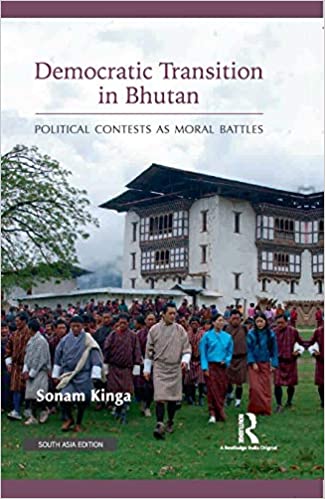 Democratic Transition
in Bhutan
POLITICAL CONTESTS AS MORAL BATTLES
Sonam Kinga
SOUTH ASIA EDITION
R
A Routledge India Original